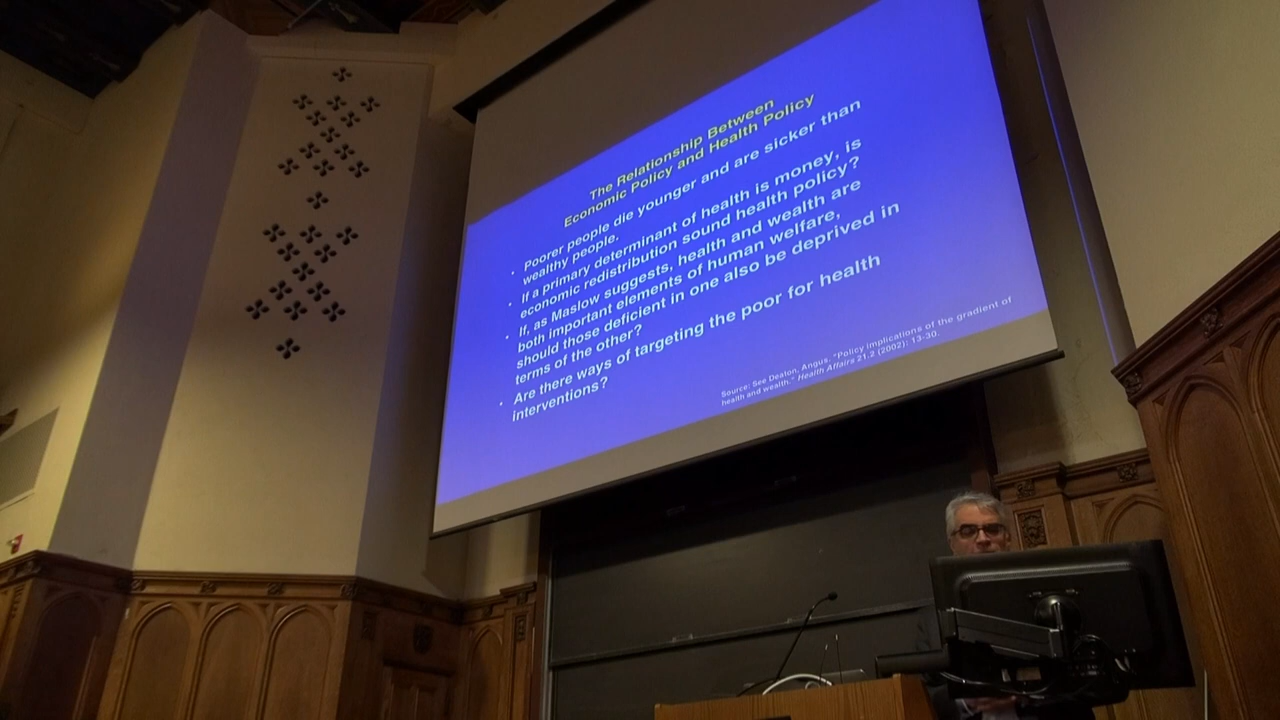 The Relationship Between
Economic Policy and Health Policy
• Poorer people die younger and are sicker than
wealthy people.
• If a primary determinant of health is money, is
economic redistribution sound health policy?
• If, as Maslow suggests, health and wealth are
both important elements of human welfare,
should those deficient in one also be deprived in
terms of the other?
• Are there ways of targeting the poor for health
interventions?
Source: See Deaton, Angus. "Policy implications of the gradient of
health and wealth." Health Affairs 21.2 (2002): 13-30.